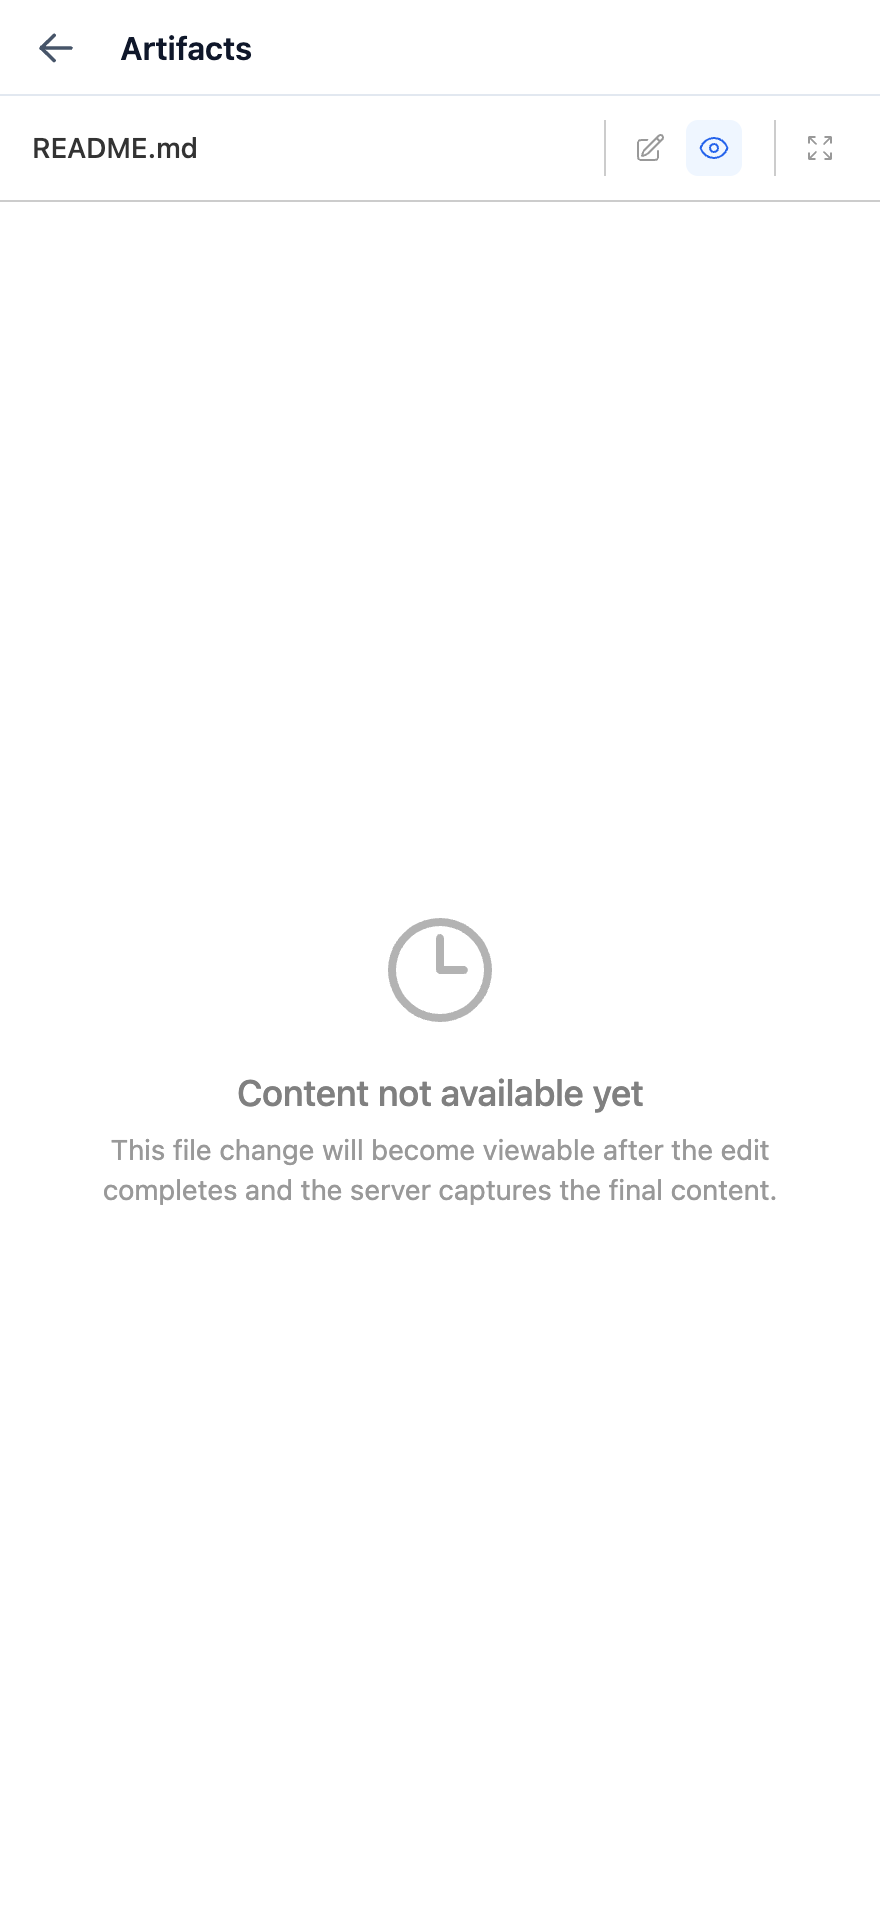 Artifacts
README.md
Content not available yet
This file change will become viewable after the edit
completes and the server captures the final content.